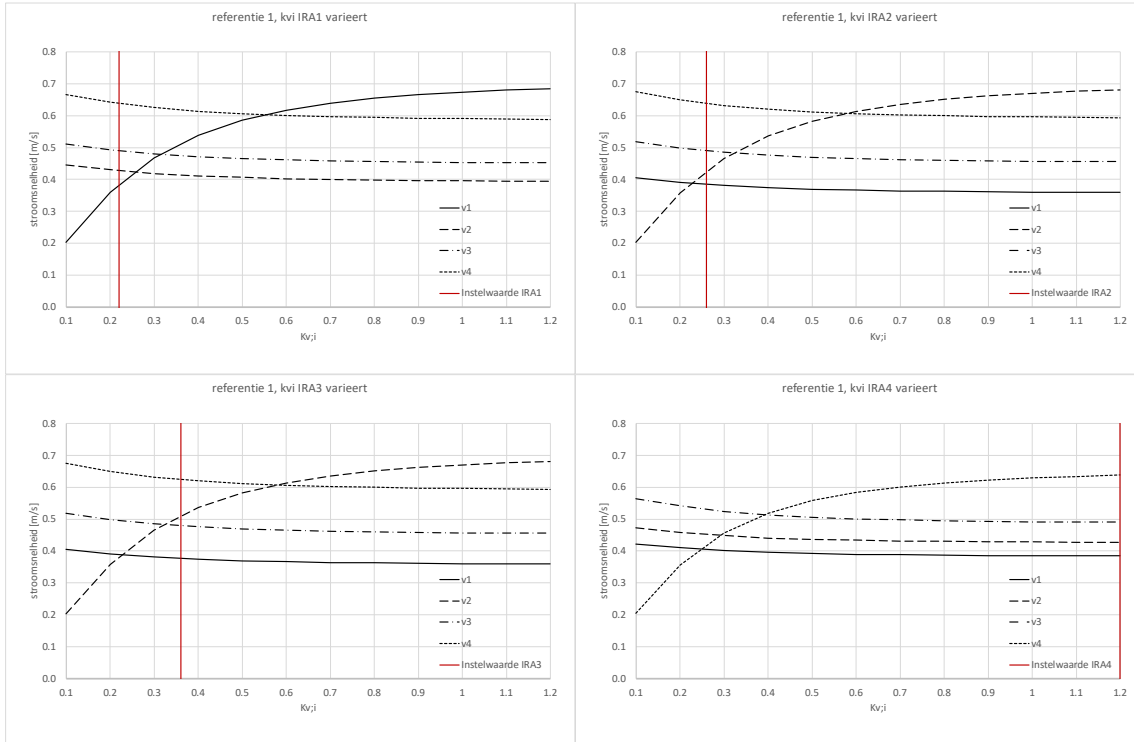 referentie 1, kvi IRA1 varieert
stroomsnelheid [m/s]
0.8
0.7
0.6
0.5
0.4
0.3
0.2
0.1
0.0
v1
v2
v3
v4
Instelwaarde IRA1
0.1 0.2 0.3 0.4 0.5 0.6 0.7 0.8 0.9 1 1.1 1.2
Kv;i
referentie 1, kvi IRA2 varieert
stroomsnelheid [m/s]
0.8
0.7
0.6
0.5
0.4
0.3
0.2
0.1
0.0
v1
v2
v3
v4
Instelwaarde IRA2
0.1 0.2 0.3 0.4 0.5 0.6 0.7 0.8 0.9 1 1.1 1.2
Kv;i
referentie 1, kvi IRA3 varieert
stroomsnelheid [m/s]
0.8
0.7
0.6
0.5
0.4
0.3
0.2
0.1
0.0
v1
v2
v3
v4
Instelwaarde IRA3
0.1 0.2 0.3 0.4 0.5 0.6 0.7 0.8 0.9 1 1.1 1.2
Kv;i
referentie 1, kvi IRA4 varieert
stroomsnelheid [m/s]
0.8
0.7
0.6
0.5
0.4
0.3
0.2
0.1
0.0
v1
v2
v3
v4
Instelwaarde IRA4
0.1 0.2 0.3 0.4 0.5 0.6 0.7 0.8 0.9 1 1.1 1.2
Kv;i